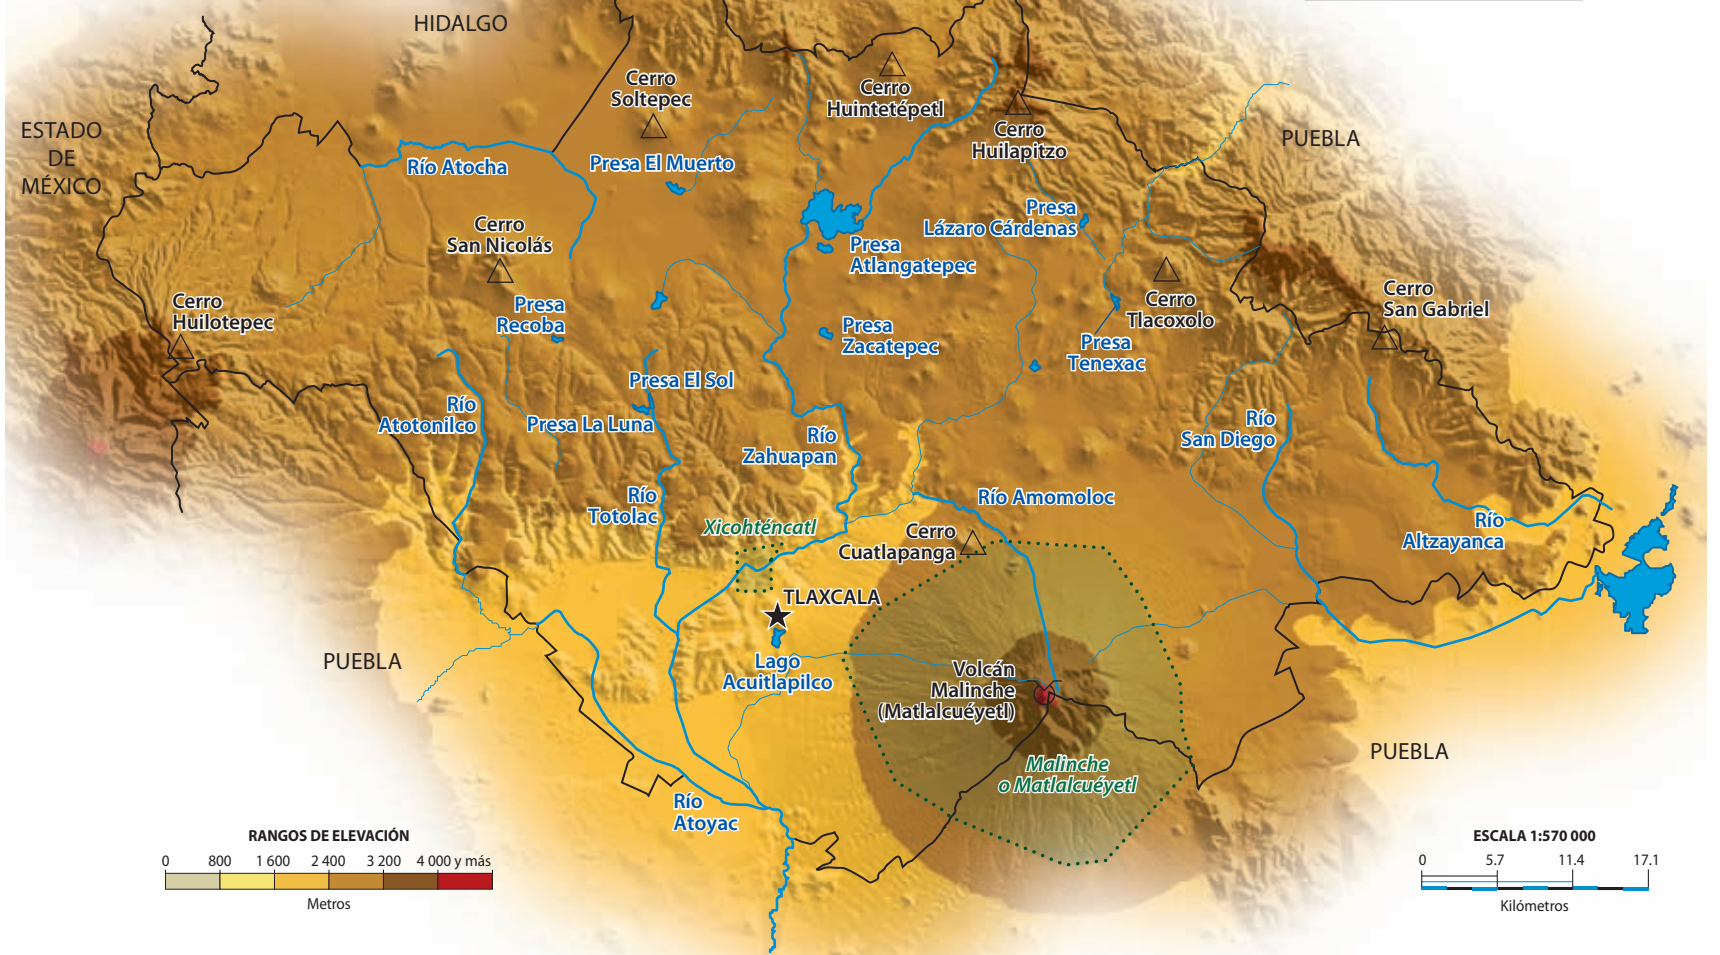 HIDALGO
ESTADO
DE
MÉXICO
PUEBLA
Cerro
Soltepec
Cerro
Huintetépetl
Cerro
Huilapitzo
Río Atocha
Presa El Muerto
Presa
Lázaro Cárdenas
Cerro
San Nicolás
Presa
Atlangatepec
Cerro
Huilotepec
Presa
Recoba
Presa
Zacatepec
Cerro
Tlacoxolo
Presa
Tenexac
Cerro
San Gabriel
Presa El Sol
Río
Atotonilco
Presa La Luna
Río
Zahuapan
Río
San Diego
Río
Totolac
Río Amomoloc
Xicohténcatl
Cerro
Cuatlapanga
Río
Altzayanca
TLAXCALA
PUEBLA
Lago
Acuitlapilco
Volcán
Malinche
(Matlalcuéyetl)
Malinche
o Matlalcuéyetl
PUEBLA
Río
Atoyac
RANGOS DE ELEVACIÓN
0 800 1 600 2 400 3 200 4 000 y más
Metros
ESCALA 1:570 000
0 5.7 11.4 17.1
Kilómetros